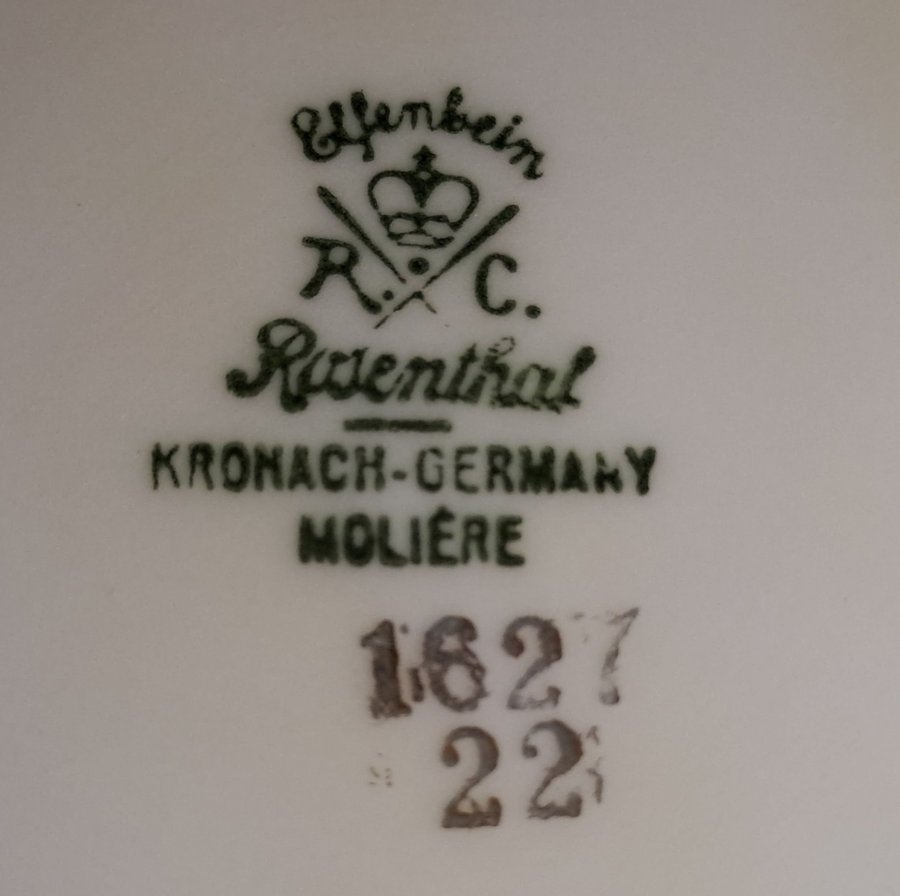 Elfenbein
R. C.
Rosenthal
KRONACH-GERMANY
MOLIÈRE
1627
22